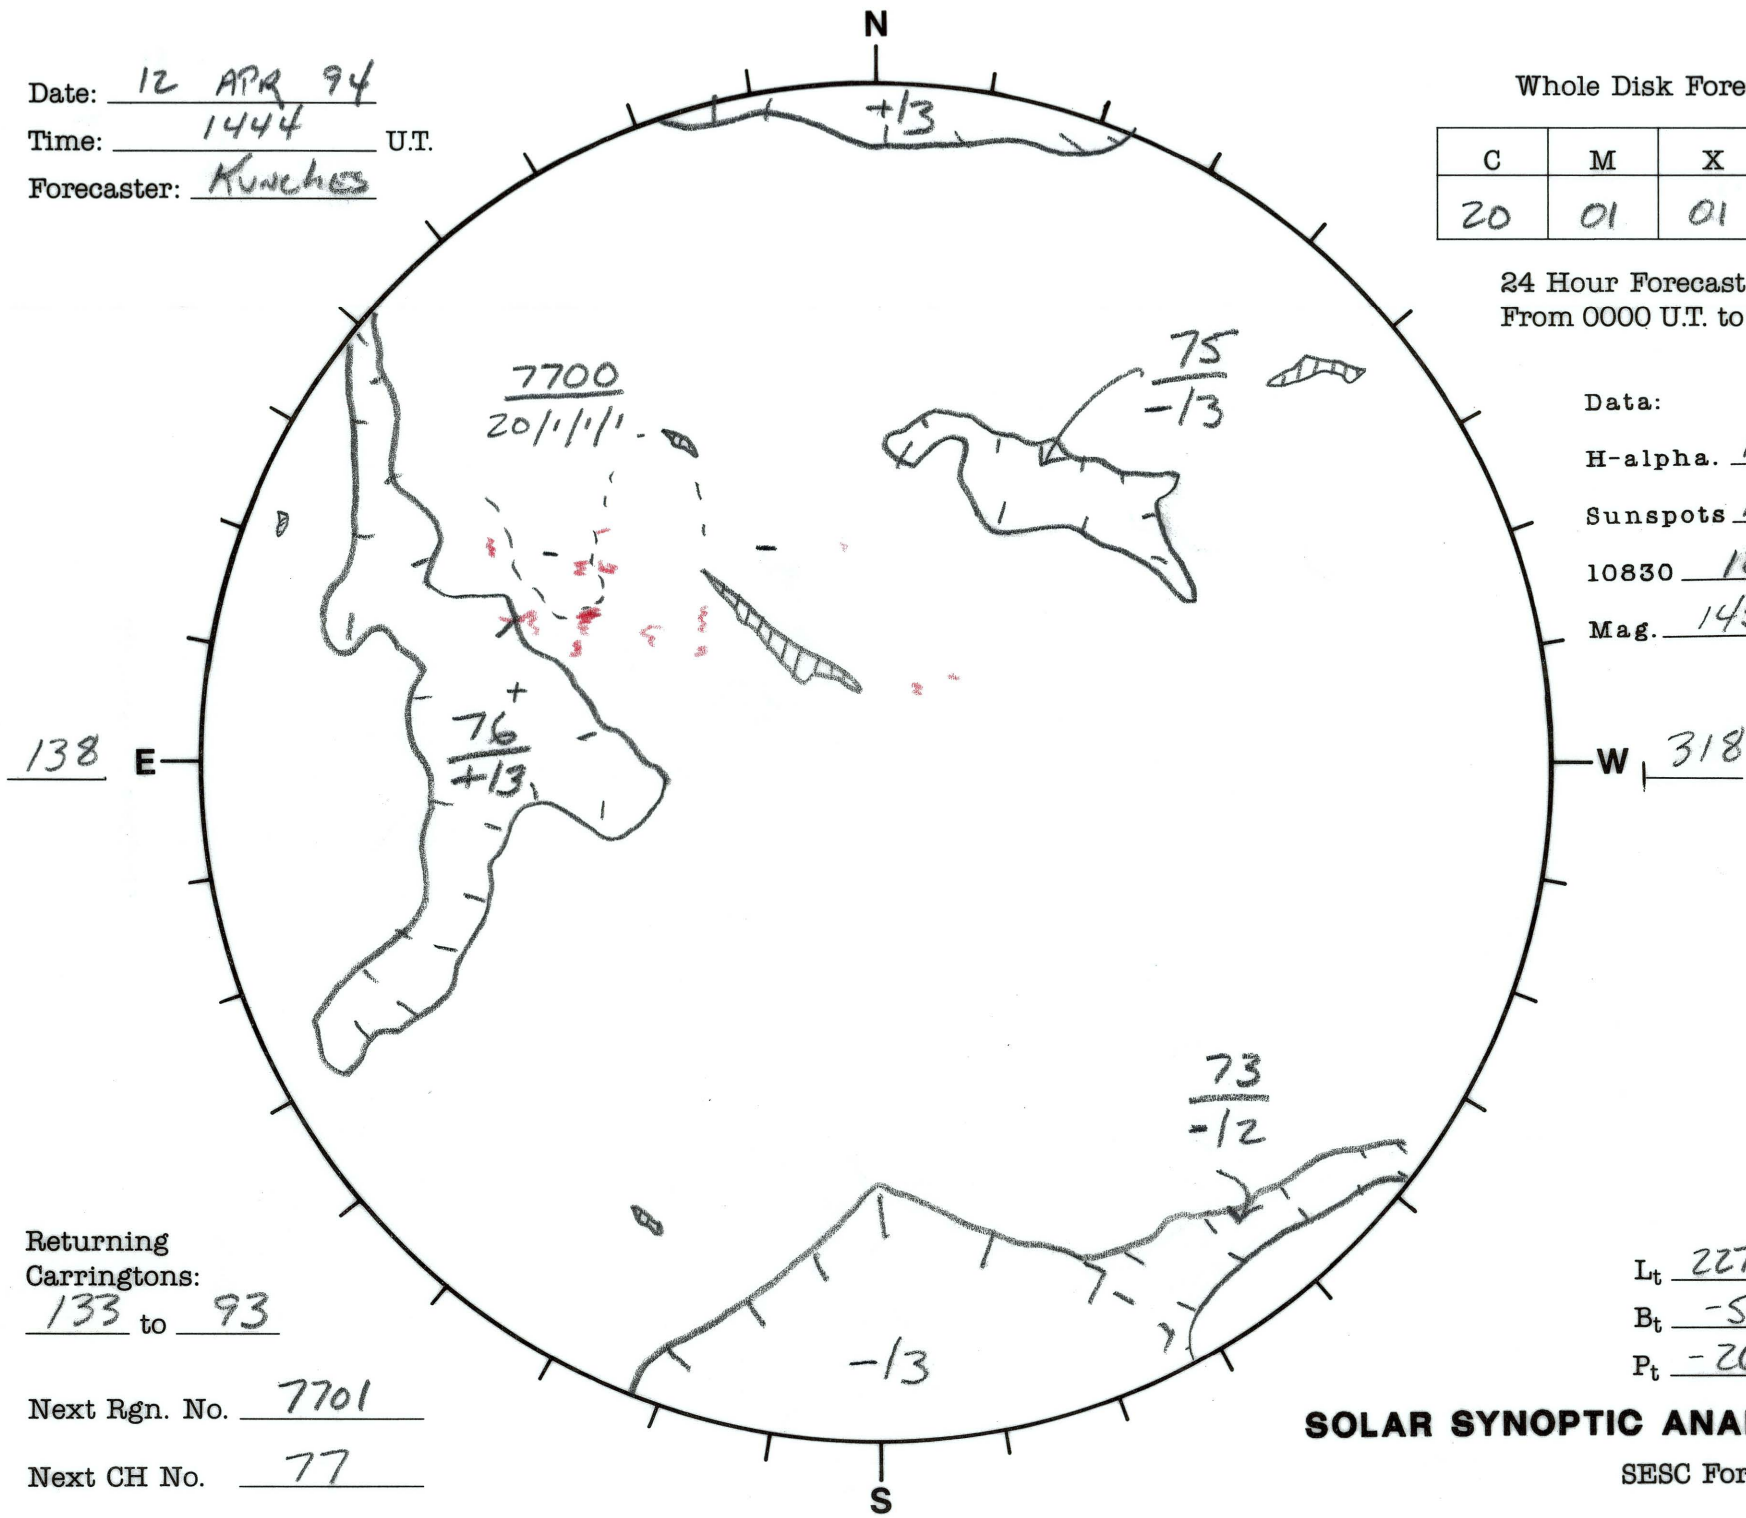 N
Date: 12 APR 94
Time: 1444 U.T.
Forecaster: Kunches
Whole Disk Fore
C M X
20 01 01
24 Hour Forecast
From 0000 U.T. to
+13
7700
20/1/1/1
75
-13
Data:
H-alpha.
Sunspots
10830
Mag.
- -
+
76
+13
138 E
W 318
73
-12
-13
Returning
Carringtons:
133 to 93
Next Rgn. No. 7701
Next CH No. 77
Lt 227
Bt -5
Pt -26
SOLAR SYNOPTIC ANA
SESC For
S